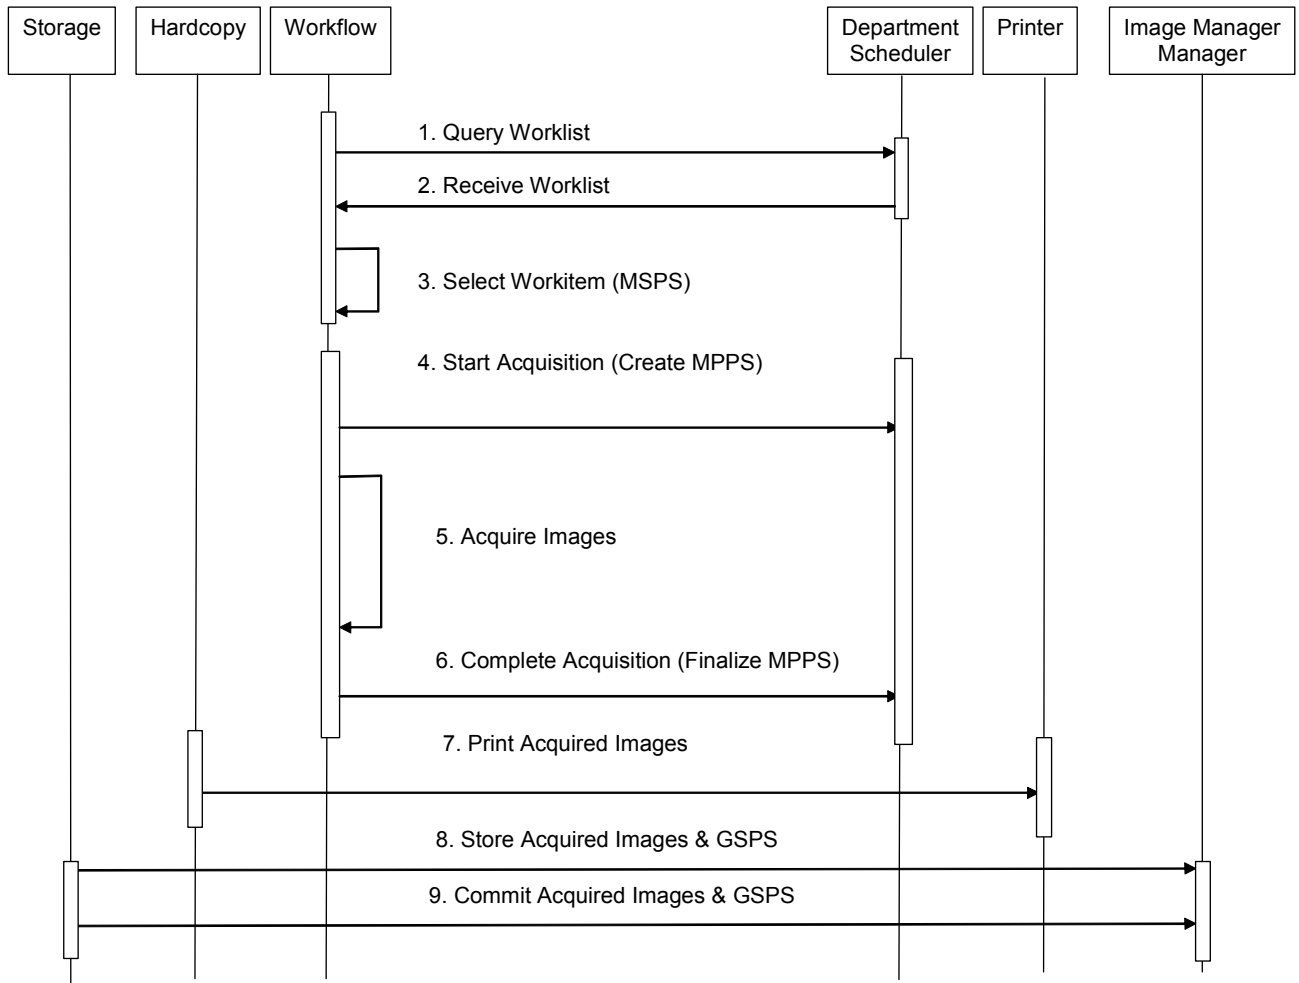 Storage
Hardcopy
Workflow
Department
Scheduler
Printer
Image Manager
Manager
1. Query Worklist
2. Receive Worklist
3. Select Workitem (MSPS)
4. Start Acquisition (Create MPPS)
5. Acquire Images
6. Complete Acquisition (Finalize MPPS)
7. Print Acquired Images
8. Store Acquired Images & GSPS
9. Commit Acquired Images & GSPS